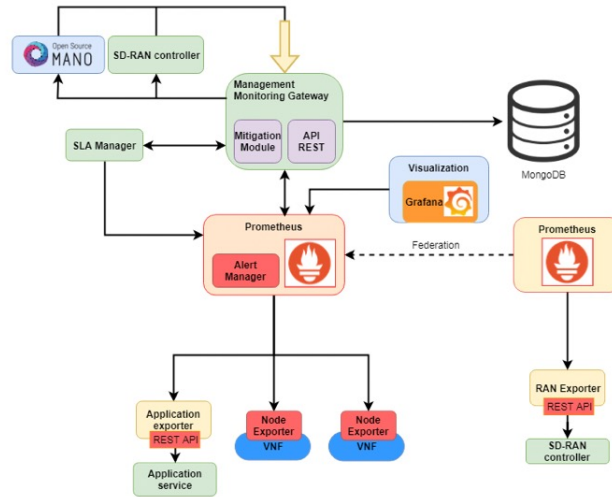 Open Source
MANO
SD-RAN controller
Management
Monitoring Gateway
Mitigation
Module
API
REST
SLA Manager
MongoDB
Visualization
Grafana
Prometheus
Alert
Manager
Federation
Prometheus
Application
exporter
REST API
Application
service
Node
Exporter
VNF
Node
Exporter
VNF
RAN Exporter
REST API
SD-RAN
controller